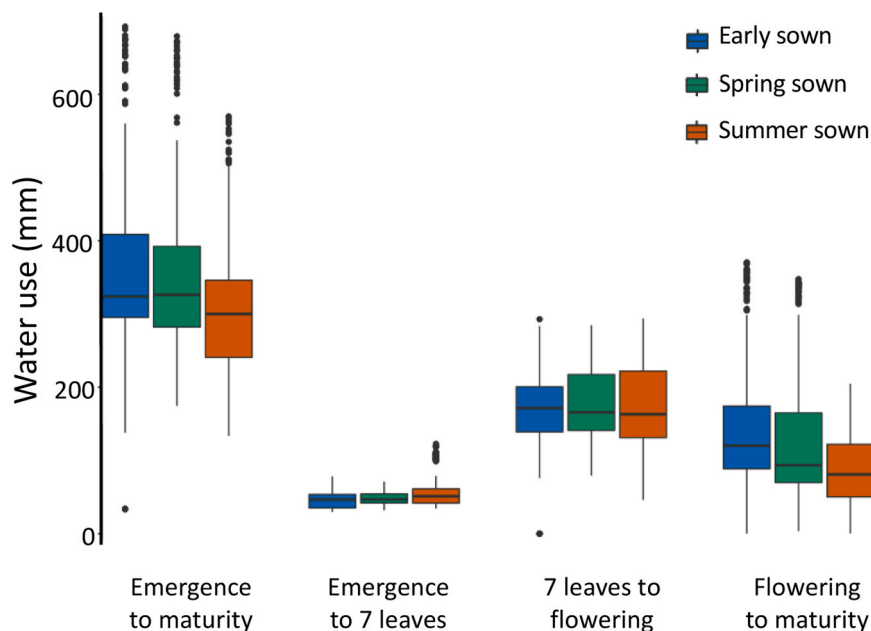 Early sown
Spring sown
Summer sown
Water use (mm)
600
400
200
0
Emergence
to maturity
Emergence
to 7 leaves
7 leaves to
flowering
Flowering
to maturity